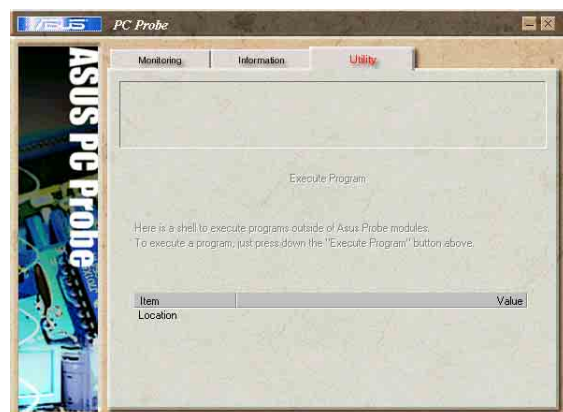 ASUS PC Probe
Monitoring Information Utility
ASUS PC Probe
Execute Program
Here is a shell to execute programs outside of Asus Probe modules.
To execute a program, just press down the "Execute Program" button above.
Item Value
Location